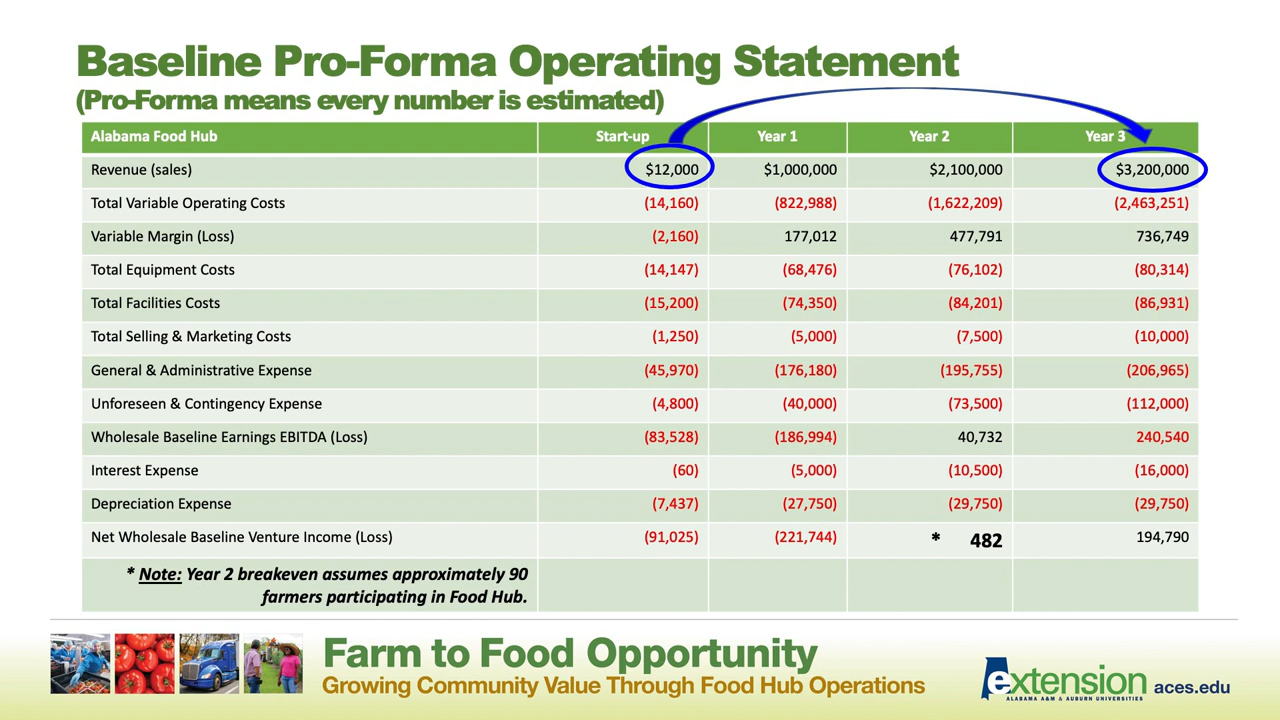 Baseline Pro-Forma Operating Statement
(Pro-Forma means every number is estimated)
Alabama Food Hub Start-up Year 1 Year 2 Year 3
Revenue (sales) $12,000 $1,000,000 $2,100,000 $3,200,000
Total Variable Operating Costs (14,160) (822,988) (1,622,209) (2,463,251)
Variable Margin (Loss) (2,160) 177,012 477,791 736,749
Total Equipment Costs (14,147) (68,476) (76,102) (80,314)
Total Facilities Costs (15,200) (74,350) (84,201) (86,931)
Total Selling & Marketing Costs (1,250) (5,000) (7,500) (10,000)
General & Administrative Expense (45,970) (176,180) (195,755) (206,965)
Unforeseen & Contingency Expense (4,800) (40,000) (73,500) (112,000)
Wholesale Baseline Earnings EBITDA (Loss) (83,528) (186,994) 40,732 240,540
Interest Expense (60) (5,000) (10,500) (16,000)
Depreciation Expense (7,437) (27,750) (29,750) (29,750)
Net Wholesale Baseline Venture Income (Loss) (91,025) (221,744) * 482 194,790
* Note: Year 2 breakeven assumes approximately 90
farmers participating in Food Hub.
Farm to Food Opportunity
Growing Community Value Through Food Hub Operations
extension aces.edu
ALABAMA A&M & AUBURN UNIVERSITIES